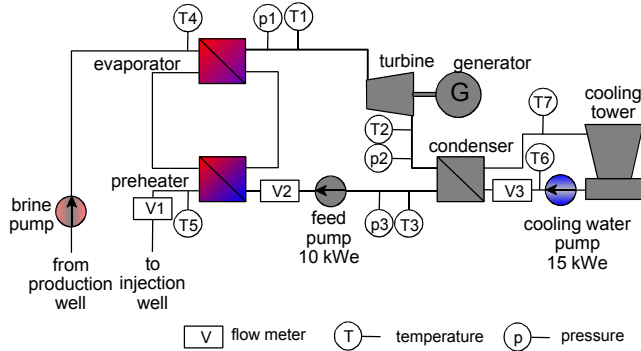 T4
p1
T1
evaporator
turbine
generator
G
cooling
tower
T7
T2
p2
condenser
T6
preheater
V1
T5
V2
V3
brine
pump
feed
pump
10 kWe
p3
T3
cooling water
pump
15 kWe
from
production
well
to
injection
well
V
flow meter
T
temperature
p
pressure